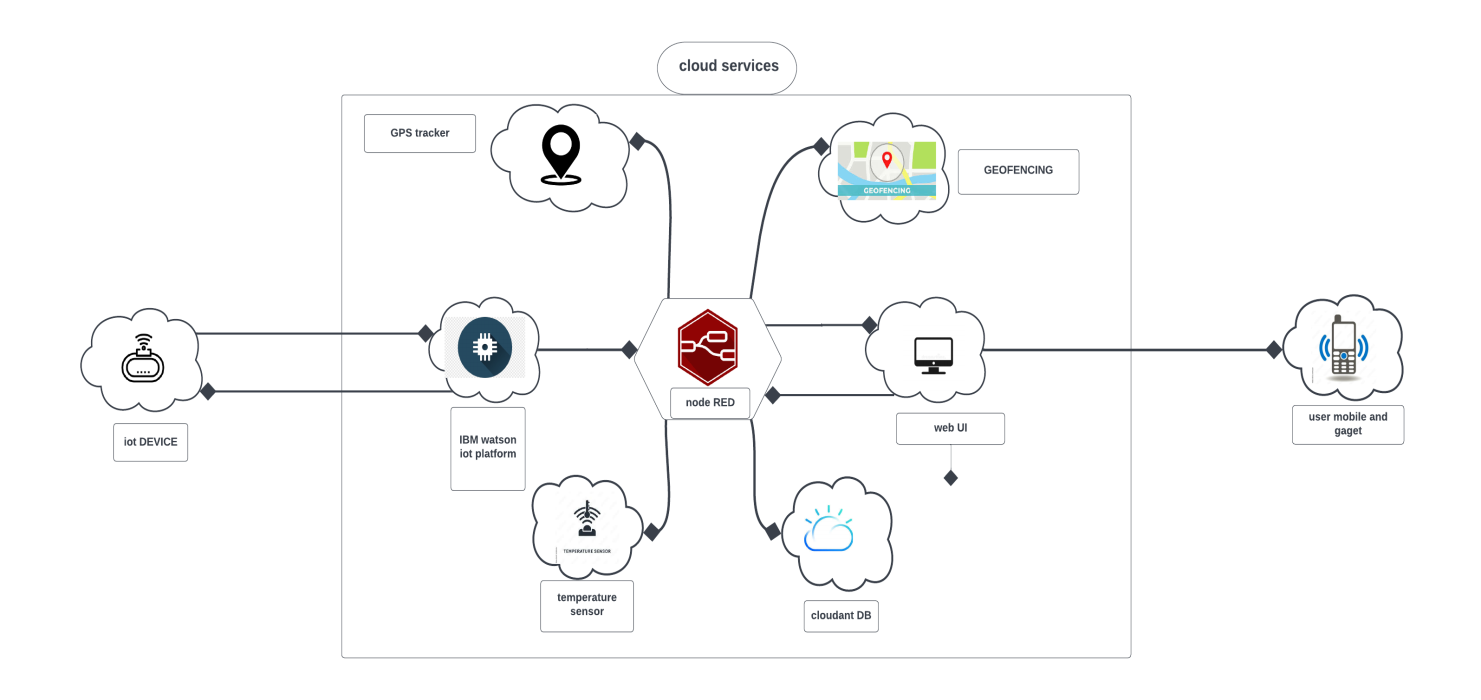 cloud services
GPS tracker
GEOFENCING
GEOFENCING
iot DEVICE
IBM watson
iot platform
node RED
web UI
user mobile and
gaget
TEMPERATURE SENSOR
temperature
sensor
cloudant DB